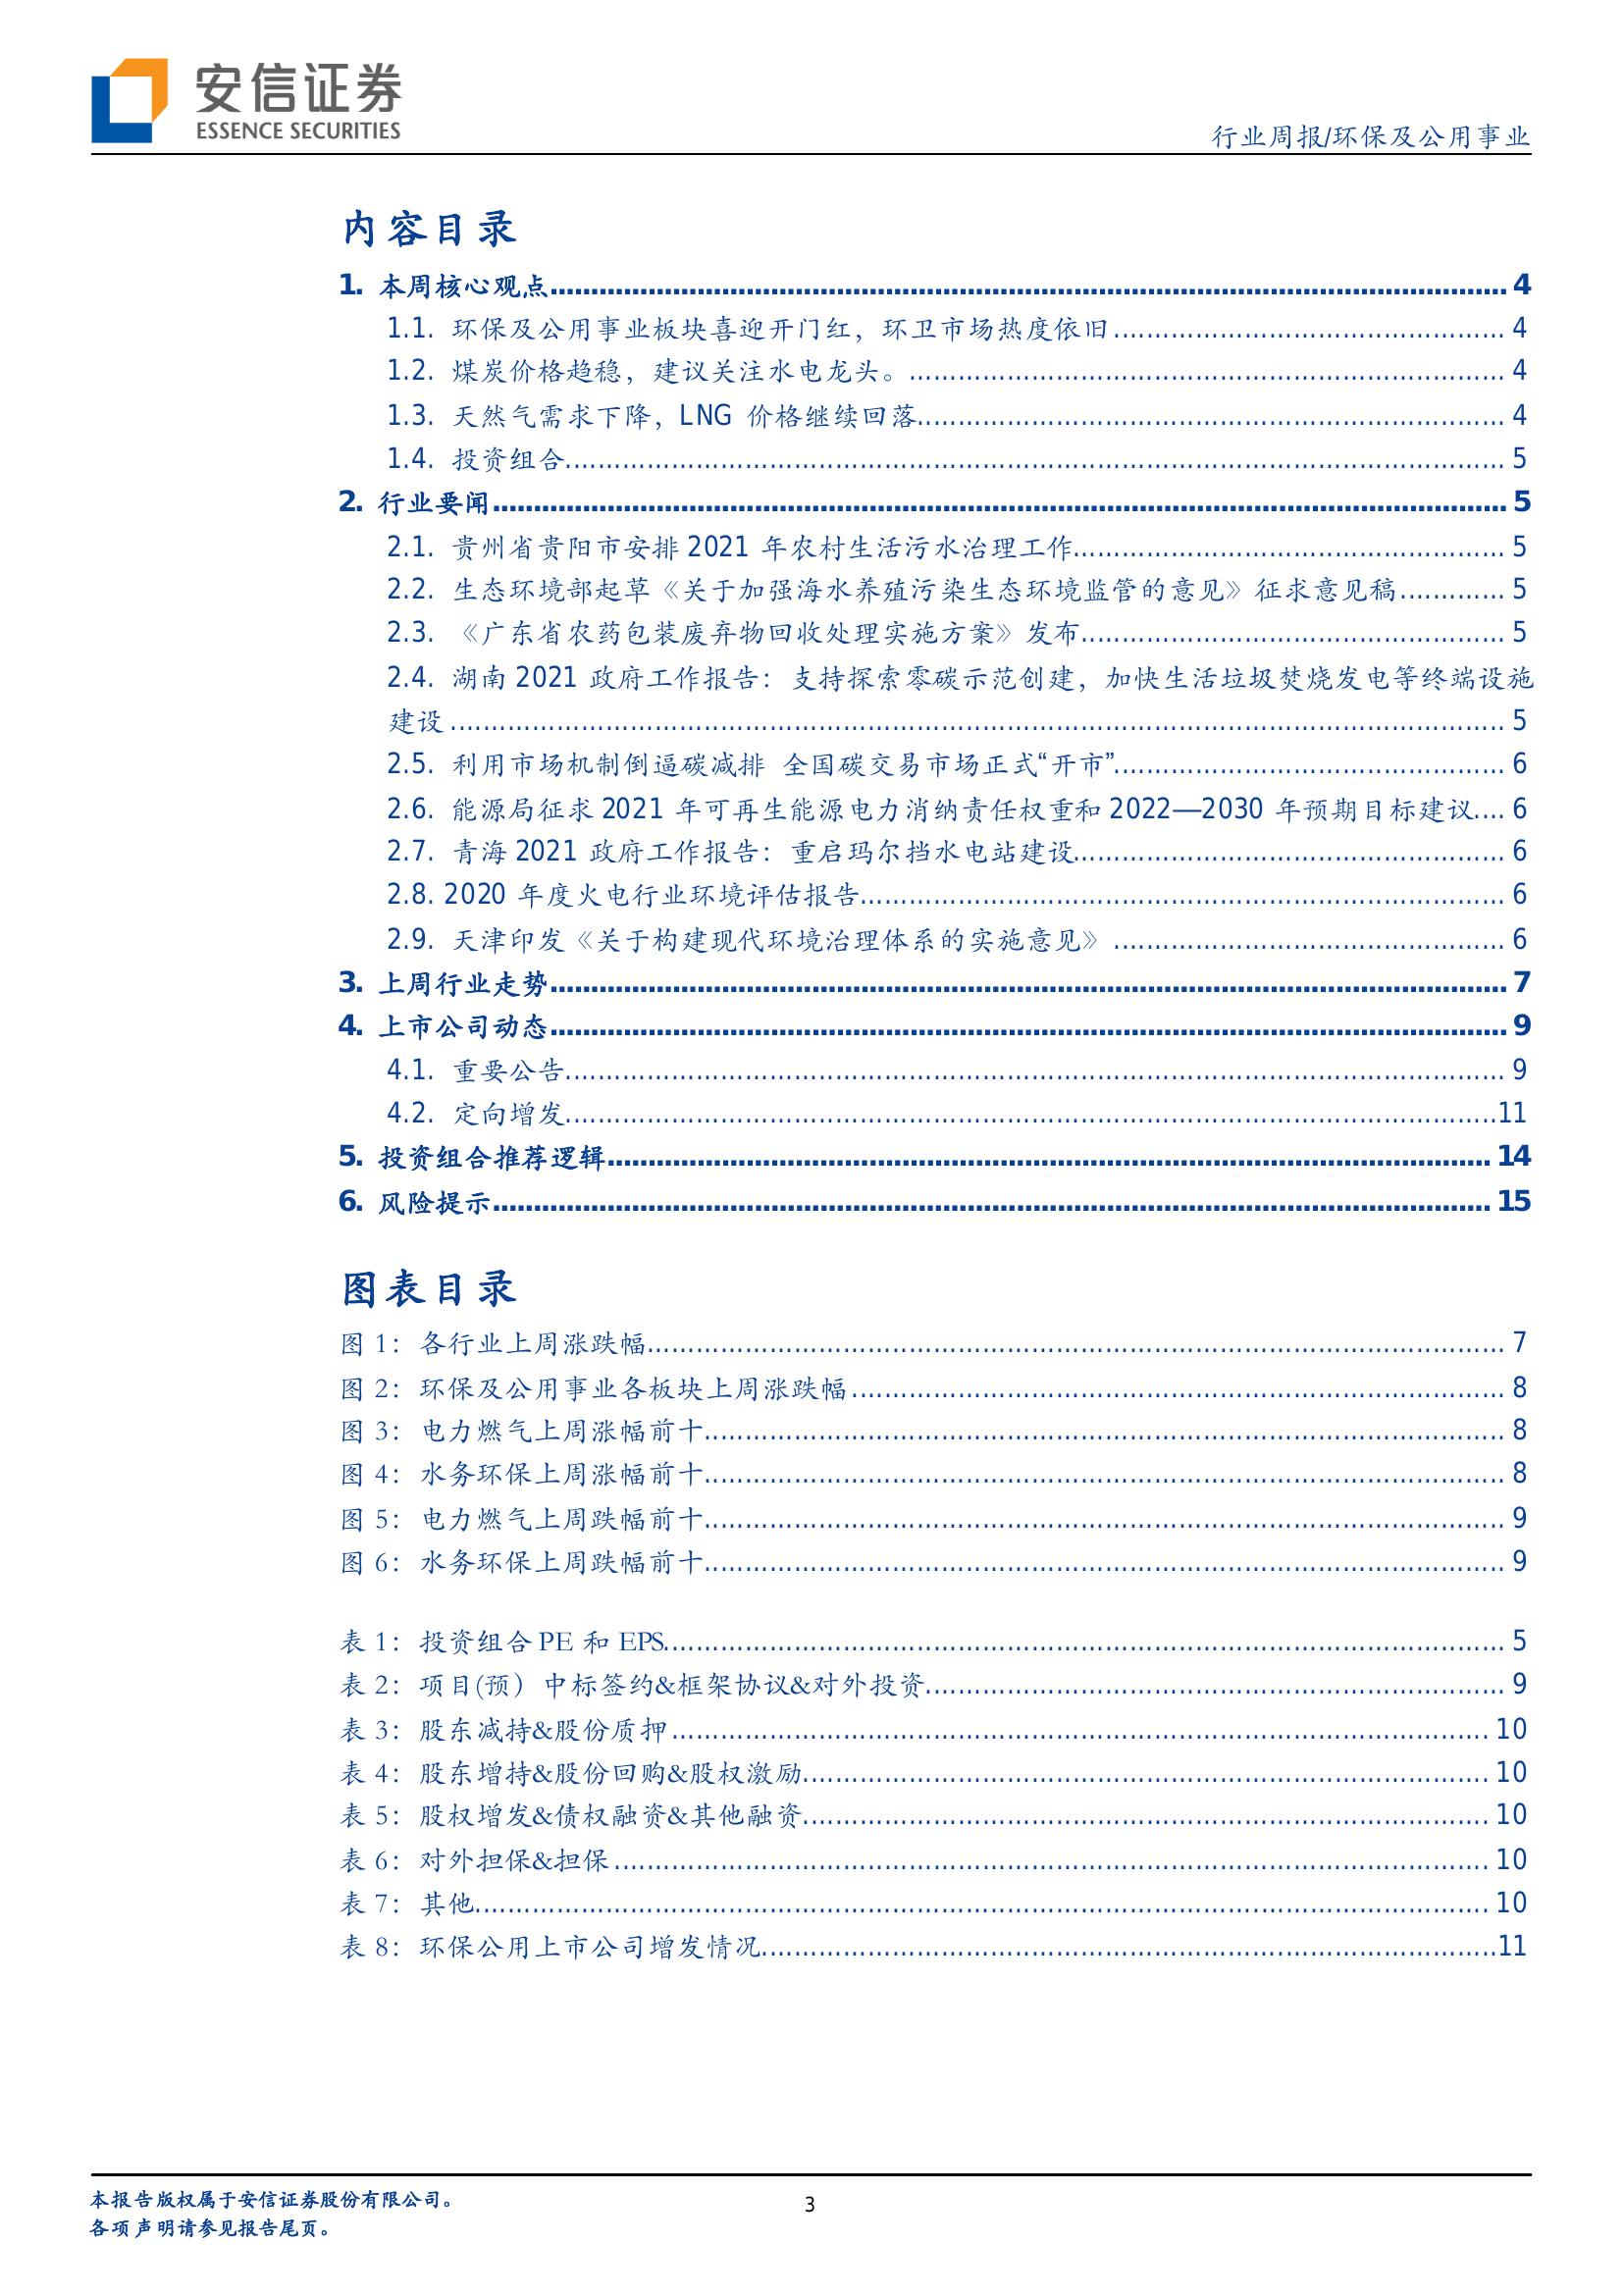 安信证券
ESSENCE SECURITIES
行业周报/环保及公用事业
内容目录
1. 本周核心观点 4
1.1. 环保及公用事业板块喜迎开门红，环卫市场热度依旧 4
1.2. 煤炭价格趋稳，建议关注水电龙头。 4
1.3. 天然气需求下降，LNG 价格继续回落 4
1.4. 投资组合 5
2. 行业要闻 5
2.1. 贵州省贵阳市安排 2021 年农村生活污水治理工作 5
2.2. 生态环境部起草《关于加强海水养殖污染生态环境监管的意见》征求意见稿 5
2.3. 《广东省农药包装废弃物回收处理实施方案》发布 5
2.4. 湖南 2021 政府工作报告：支持探索零碳示范创建，加快生活垃圾焚烧发电等终端设施
建设 5
2.5. 利用市场机制倒逼碳减排 全国碳交易市场正式“开市” 6
2.6. 能源局征求 2021 年可再生能源电力消纳责任权重和 2022—2030 年预期目标建议 6
2.7. 青海 2021 政府工作报告：重启玛尔挡水电站建设 6
2.8. 2020 年度火电行业环境评估报告 6
2.9. 天津印发《关于构建现代环境治理体系的实施意见》 6
3. 上周行业走势 7
4. 上市公司动态 9
4.1. 重要公告 9
4.2. 定向增发 11
5. 投资组合推荐逻辑 14
6. 风险提示 15
图表目录
图 1：各行业上周涨跌幅 7
图 2：环保及公用事业各板块上周涨跌幅 8
图 3：电力燃气上周涨幅前十 8
图 4：水务环保上周涨幅前十 8
图 5：电力燃气上周跌幅前十 9
图 6：水务环保上周跌幅前十 9
表 1：投资组合 PE 和 EPS 5
表 2：项目(预）中标签约&框架协议&对外投资 9
表 3：股东减持&股份质押 10
表 4：股东增持&股份回购&股权激励 10
表 5：股权增发&债权融资&其他融资 10
表 6：对外担保&担保 10
表 7：其他 10
表 8：环保公用上市公司增发情况 11
本报告版权属于安信证券股份有限公司。
3
各项声明请参见报告尾页。